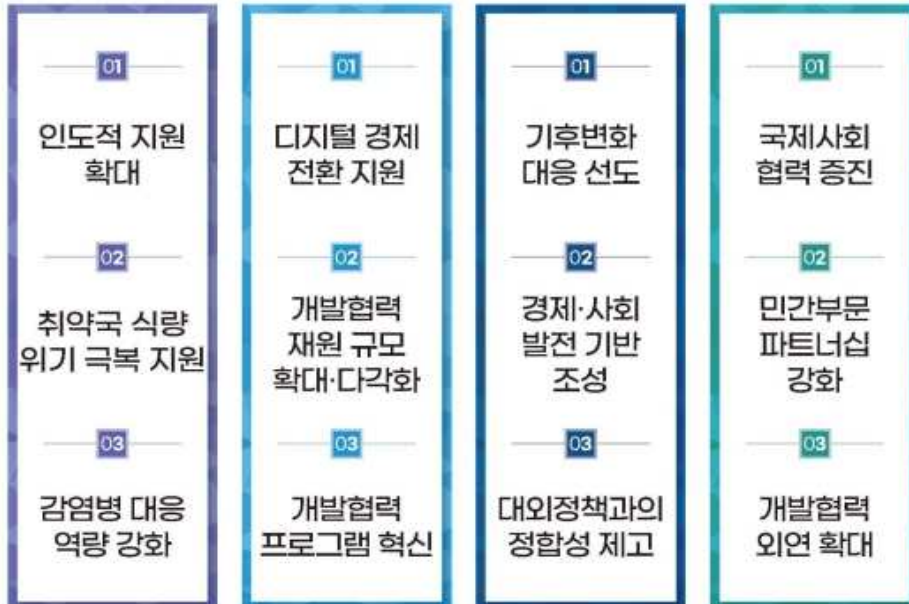 01
인도적 지원
확대
02
취약국 식량
위기 극복 지원
03
감염병 대응
역량 강화
01
디지털 경제
전환 지원
02
개발협력
재원 규모
확대·다각화
03
개발협력
프로그램 혁신
01
기후변화
대응 선도
02
경제·사회
발전 기반
조성
03
대외정책과의
정합성 제고
01
국제사회
협력 증진
02
민간부문
파트너십
강화
03
개발협력
외연 확대